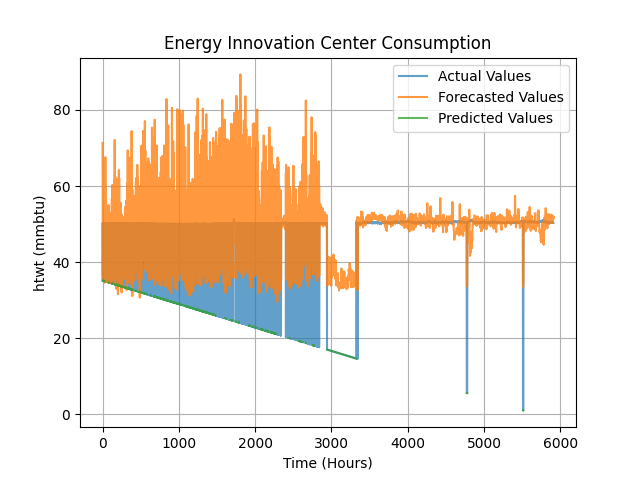 Energy Innovation Center Consumption
Actual Values
Forecasted Values
Predicted Values
htwt (mmbtu)
80
60
40
20
0
0 1000 2000 3000 4000 5000 6000
Time (Hours)